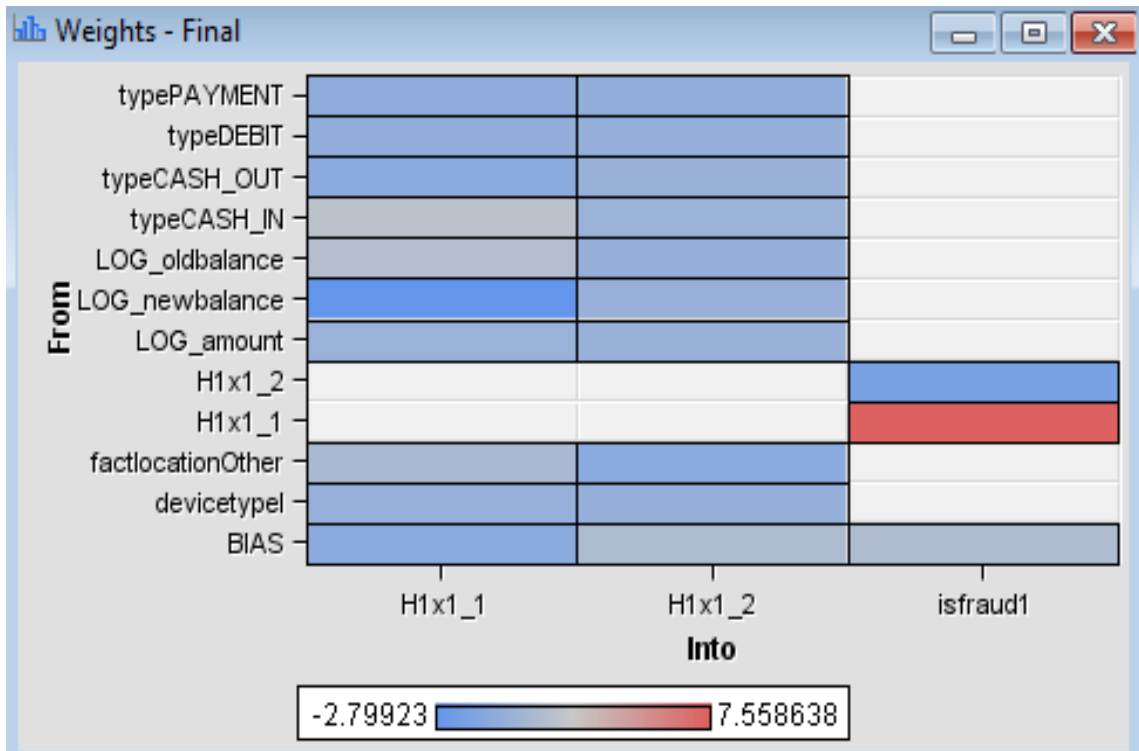 Weights - Final
typePAYMENT
typeDEBIT
typeCASH_OUT
typeCASH_IN
LOG_oldbalance
LOG_newbalance
LOG_amount
H1x1_2
H1x1_1
factlocationOther
devicetypeI
BIAS
From
H1x1_1 H1x1_2 isfraud1
Into
-2.79923 7.558638